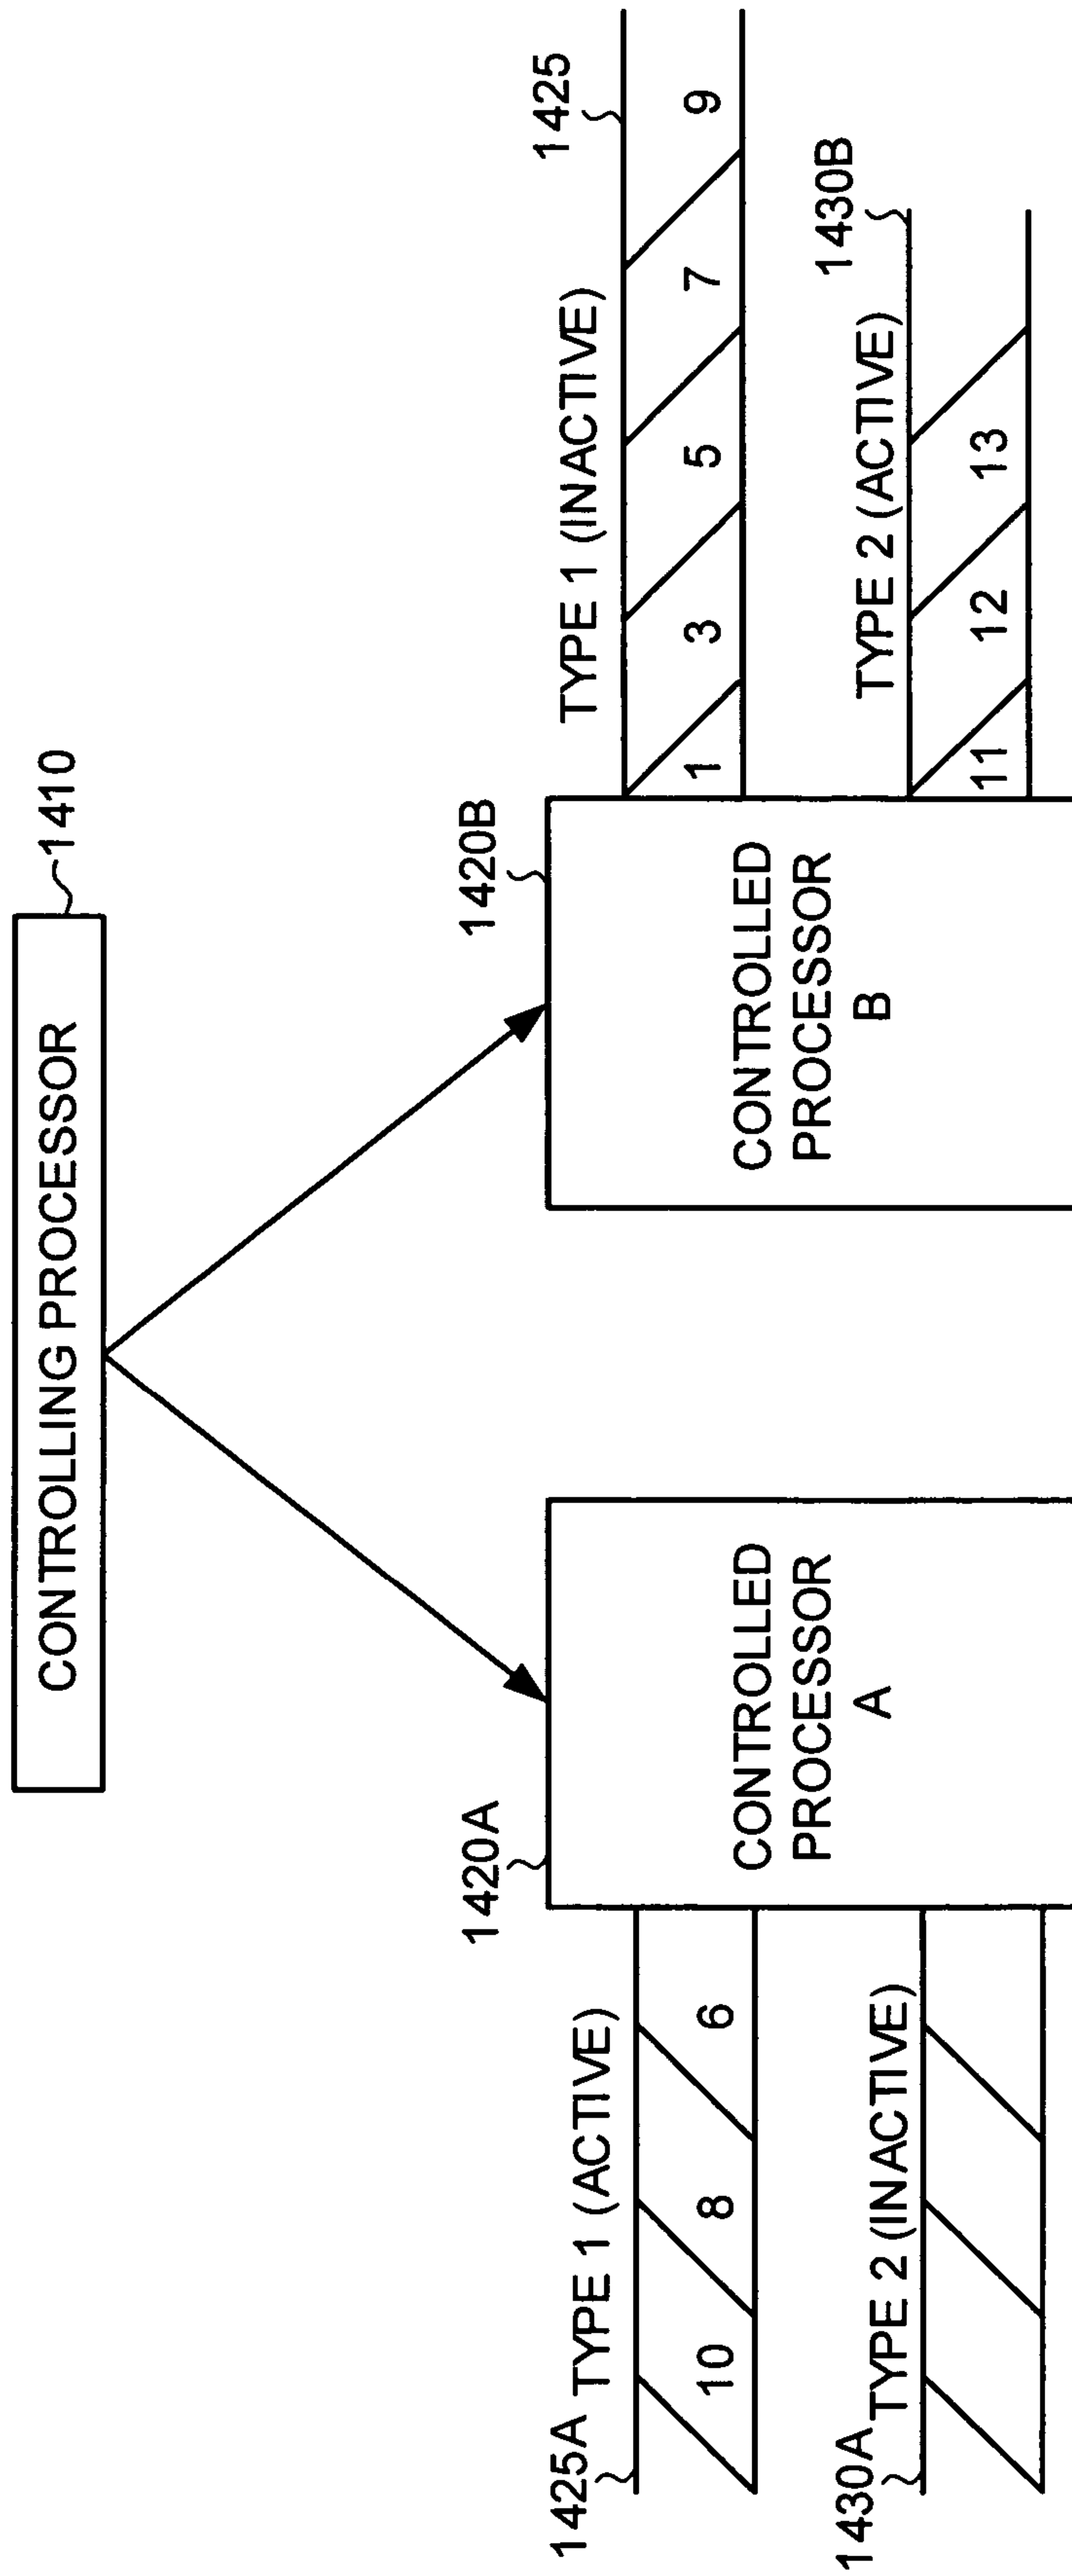 CONTROLLING PROCESSOR
1410
1420A
1420B
1425A
TYPE 1 (ACTIVE)
10 8 6
1430A
TYPE 2 (INACTIVE)
CONTROLLED
PROCESSOR
A
CONTROLLED
PROCESSOR
B
TYPE 1 (INACTIVE)
1425
1 3 5 7 9
TYPE 2 (ACTIVE)
1430B
11 12 13